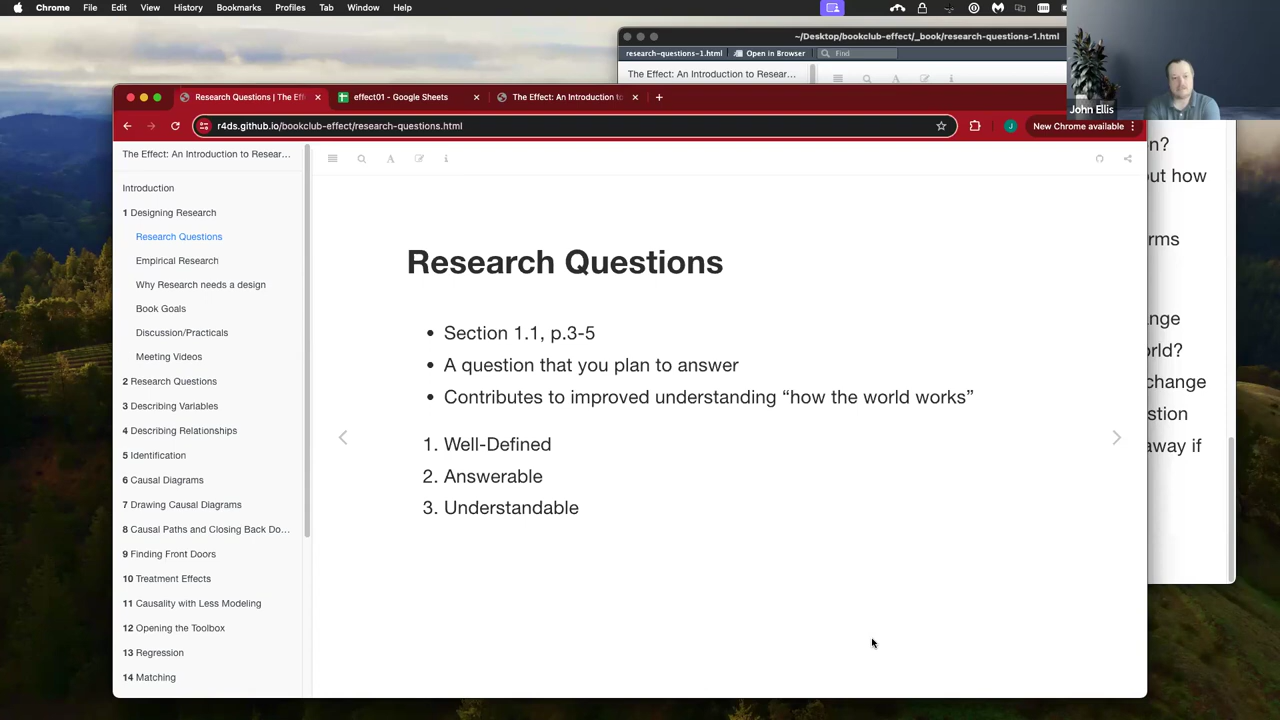 Chrome File Edit View History Bookmarks Profiles Tab Window Help
~/Desktop/bookclub-effect/_book/research-questions-1.html
research-questions-1.html Open in Browser Find
The Effect: An Introduction to Resear...
John Ellis
Research Questions | The Eff
effect01 - Google Sheets
The Effect: An Introduction to
r4ds.github.io/bookclub-effect/research-questions.html
J
New Chrome available
The Effect: An Introduction to Resear...
Introduction
1 Designing Research
Research Questions
Empirical Research
Why Research needs a design
Book Goals
Discussion/Practicals
Meeting Videos
2 Research Questions
3 Describing Variables
4 Describing Relationships
5 Identification
6 Causal Diagrams
7 Drawing Causal Diagrams
8 Causal Paths and Closing Back Do...
9 Finding Front Doors
10 Treatment Effects
11 Causality with Less Modeling
12 Opening the Toolbox
13 Regression
14 Matching
Research Questions
• Section 1.1, p.3-5
• A question that you plan to answer
• Contributes to improved understanding “how the world works”
1. Well-Defined
2. Answerable
3. Understandable
n?
out how
rms
nge
rld?
change
stion
away if